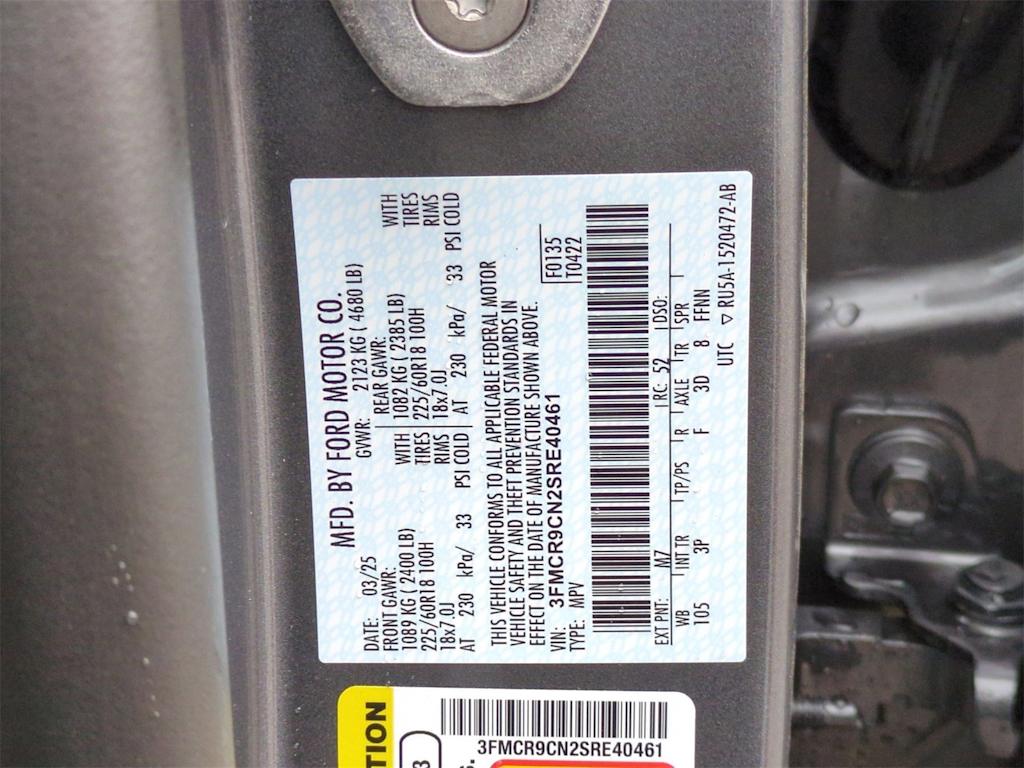 MFD. BY FORD MOTOR CO.
DATE: 03/25 GVWR: 2123 KG ( 4680 LB)
FRONT GAWR: REAR GAWR:
1089 KG ( 2400 LB) WITH 1082 KG ( 2385 LB) WITH
225/60R18 100H TIRES 225/60R18 100H TIRES
18x7.0J RIMS 18x7.0J RIMS
AT 230 kPa/ 33 PSI COLD AT 230 kPa/ 33 PSI COLD
THIS VEHICLE CONFORMS TO ALL APPLICABLE FEDERAL MOTOR
VEHICLE SAFETY AND THEFT PREVENTION STANDARDS IN
EFFECT ON THE DATE OF MANUFACTURE SHOWN ABOVE.
VIN: 3FMCR9CN2SRE40461 F0135
TYPE: MPV T0422
EXT PNT: M7 RC: 52 DSO:
WB INT TR TP/PS R AXLE TR SPR
105 3P F 3D 8 FNN
UTC ▽ RU5A-1520472-AB
TION
3FMCR9CN2SRE40461